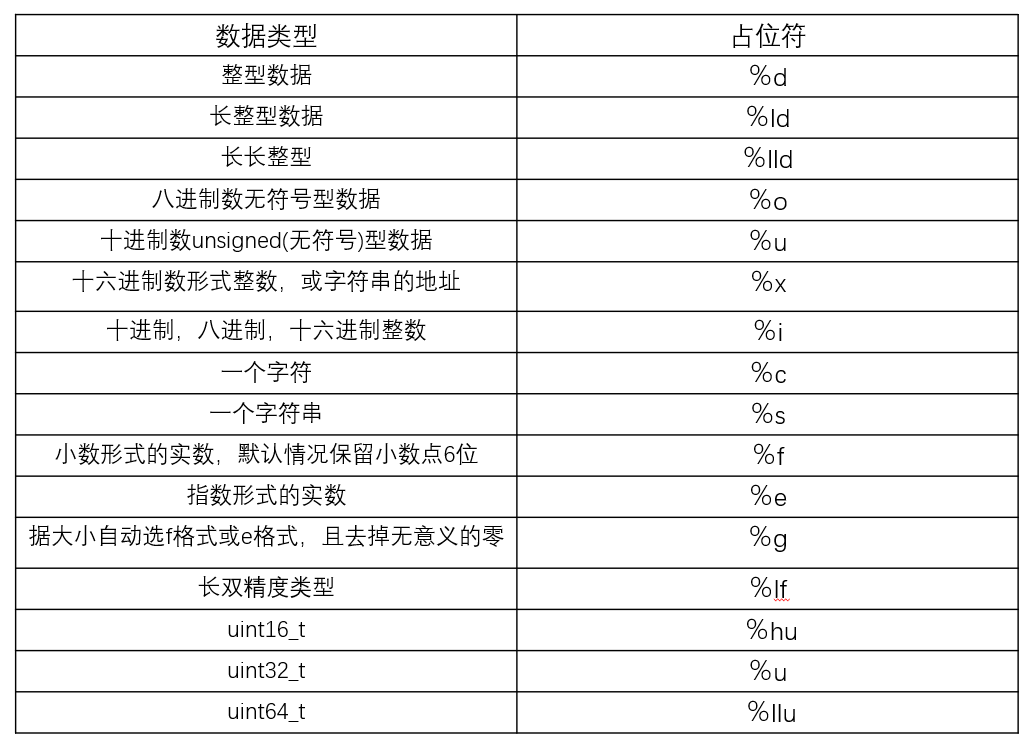 数据类型 占位符
整型数据 %d
长整型数据 %ld
长长整型 %lld
八进制数无符号型数据 %o
十进制数unsigned(无符号)型数据 %u
十六进制数形式整数，或字符串的地址 %x
十进制，八进制，十六进制整数 %i
一个字符 %c
一个字符串 %s
小数形式的实数，默认情况保留小数点6位 %f
指数形式的实数 %e
据大小自动选f格式或e格式，且去掉无意义的零 %g
长双精度类型 %lf
uint16_t %hu
uint32_t %u
uint64_t %llu